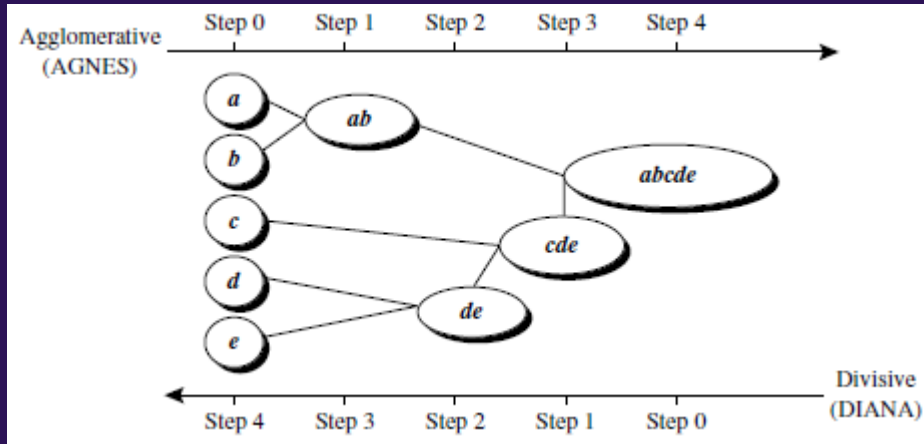 Step 0 Step 1 Step 2 Step 3 Step 4
Agglomerative
(AGNES)
a
ab
b
abcde
c
cde
d
de
e
Divisive
(DIANA)
Step 4 Step 3 Step 2 Step 1 Step 0